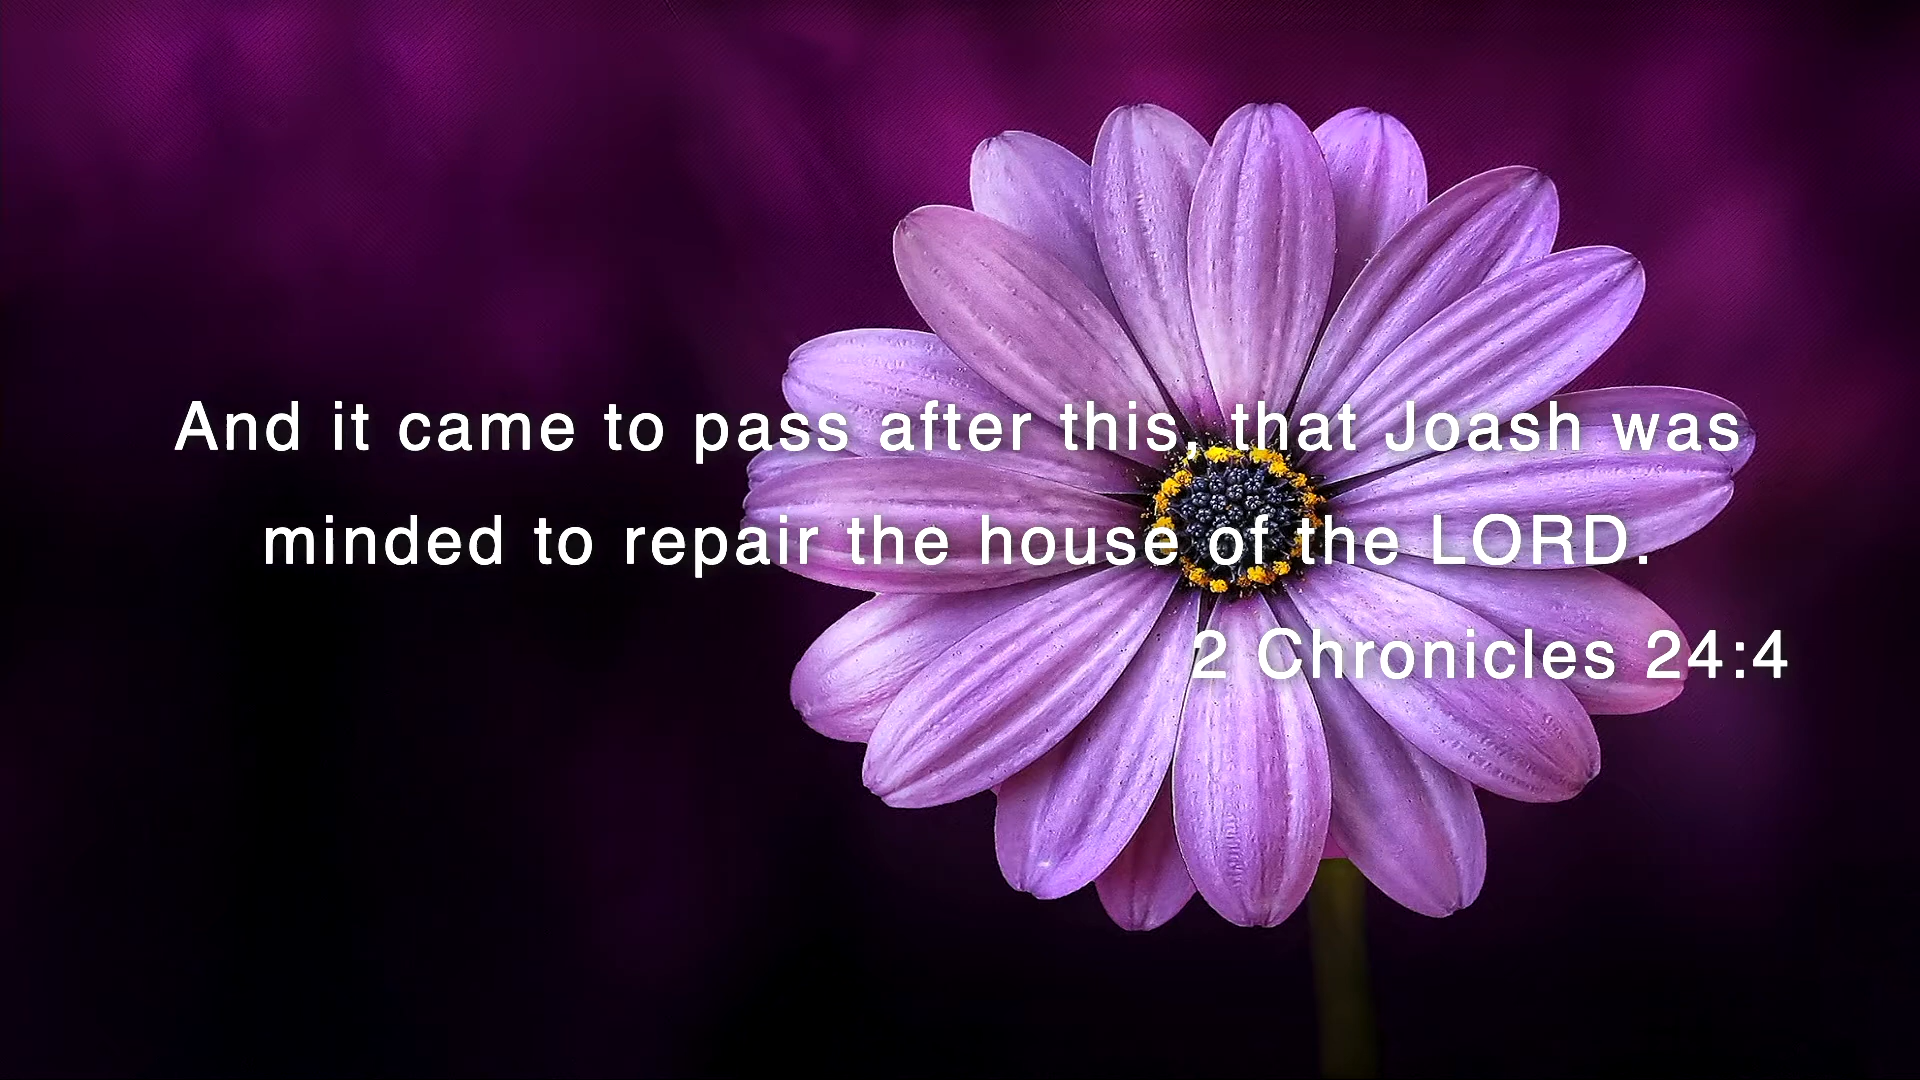 And it came to pass after this, that Joash was
minded to repair the house of the LORD.
2 Chronicles 24:4